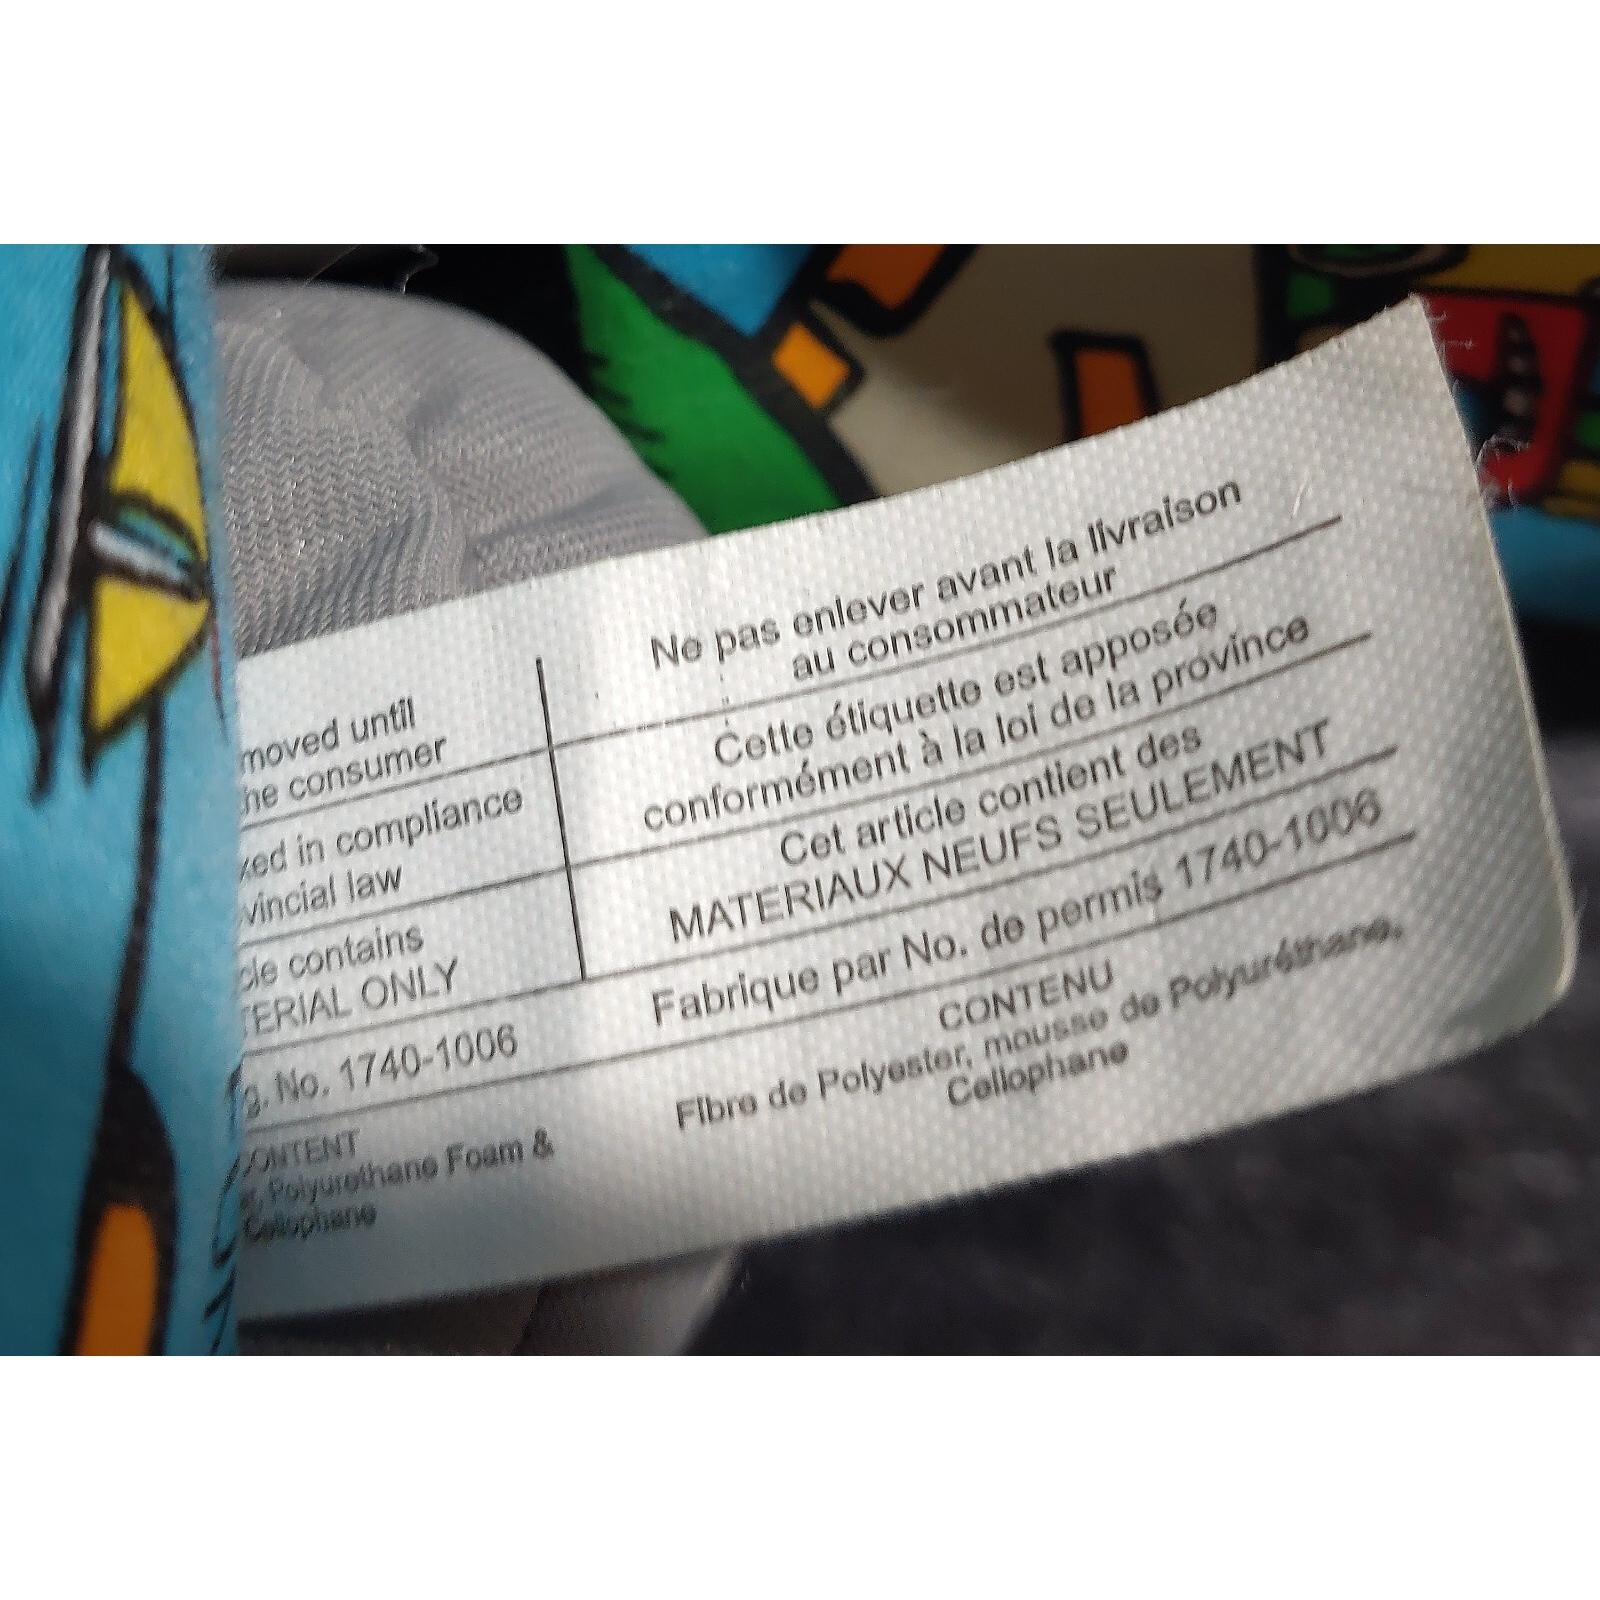 moved until
he consumer
ed in compliance
vincial law
cle contains
TERIAL ONLY
g. No. 1740-1006
CONTENT
Polyurethane Foam &
Cellophane
Ne pas enlever avant la livraison
au consommateur
Cette étiquette est apposée
conformément à la loi de la province
Cet article contient des
MATERIAUX NEUFS SEULEMENT
Fabrique par No. de permis 1740-1006
CONTENU
Fibre de Polyester, mousse de Polyuréthane,
Cellophane